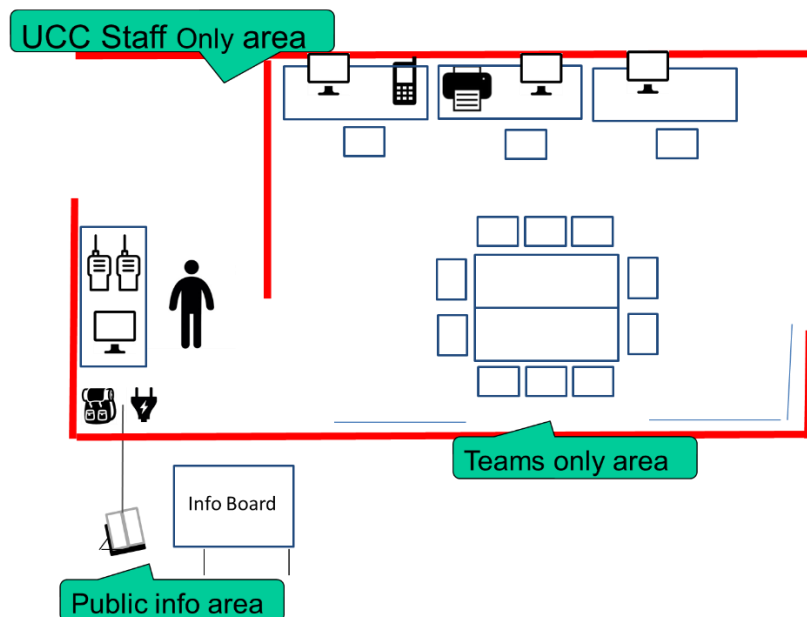 UCC Staff Only area
Teams only area
Info Board
Public info area